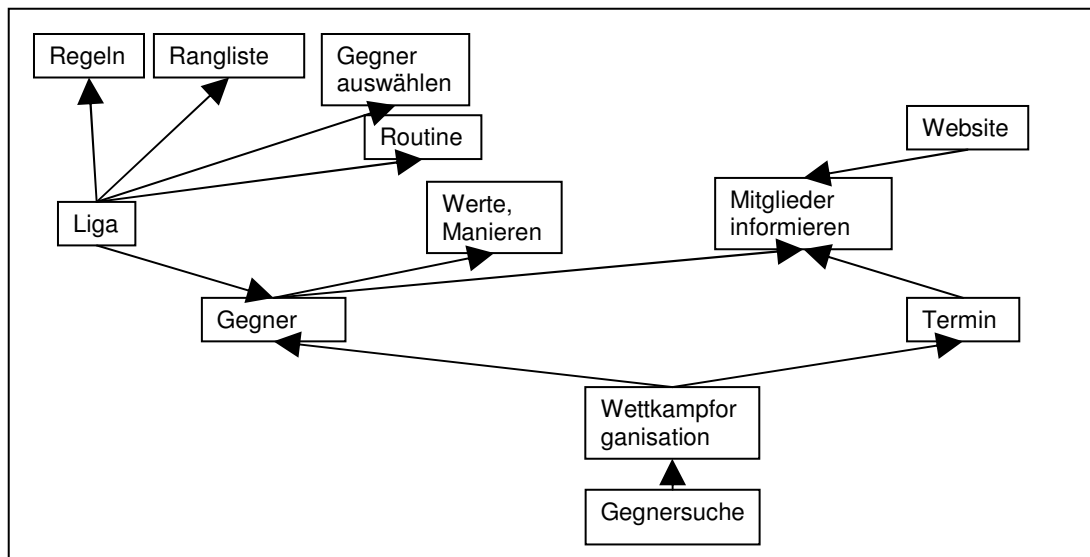 Regeln
Rangliste
Gegner
auswählen
Routine
Website
Werte,
Manieren
Mitglieder
informieren
Liga
Gegner
Termin
Wettkampfor
ganisation
Gegnersuche